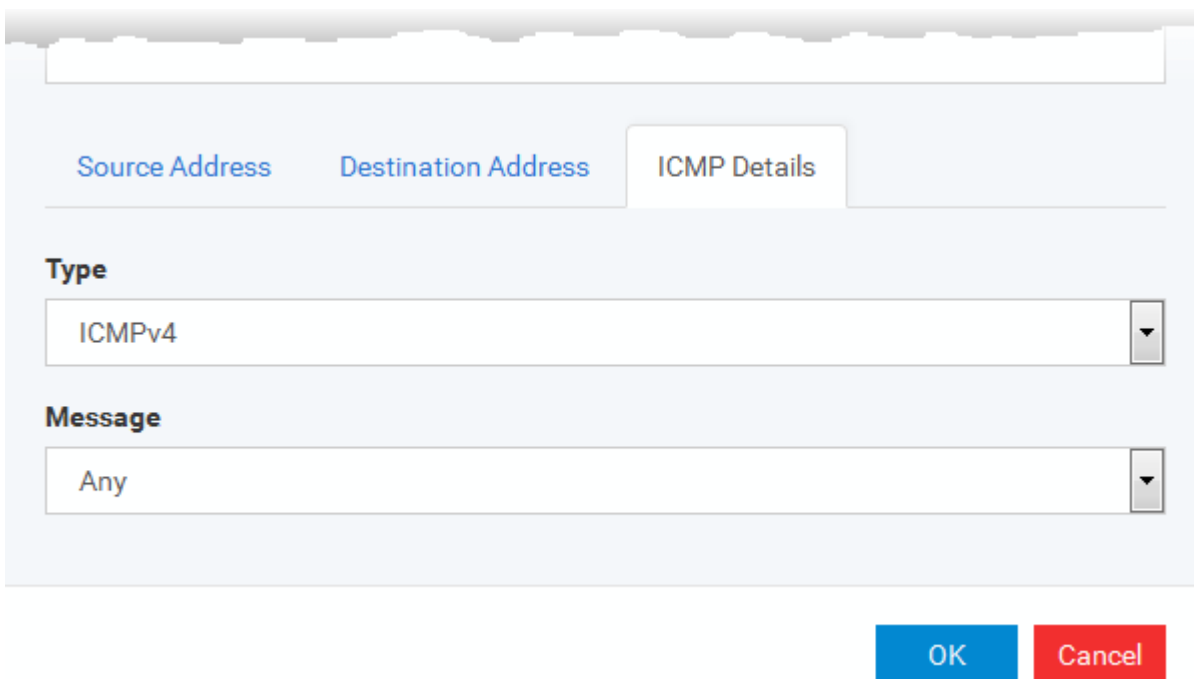 Source Address Destination Address ICMP Details
Type
ICMPv4
Message
Any
OK Cancel